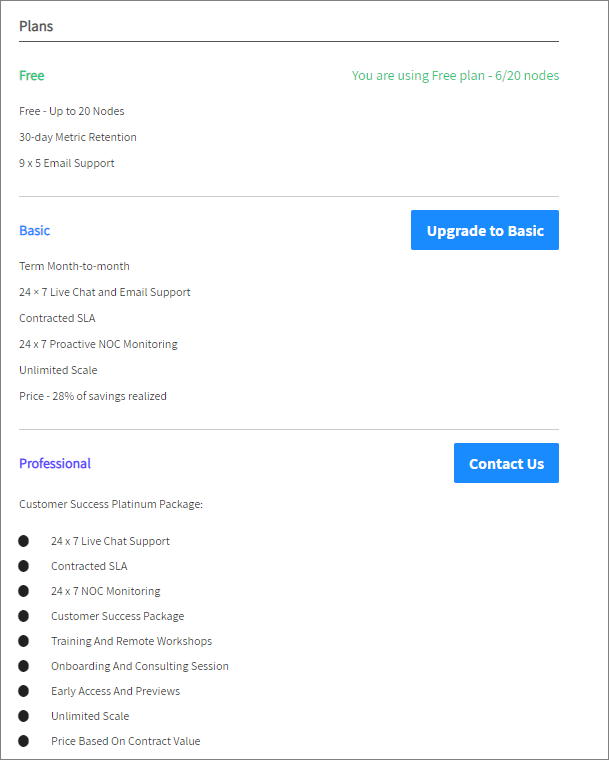 Plans
Free
You are using Free plan - 6/20 nodes
Free - Up to 20 Nodes
30-day Metric Retention
9 x 5 Email Support
Basic
Upgrade to Basic
Term Month-to-month
24 × 7 Live Chat and Email Support
Contracted SLA
24 x 7 Proactive NOC Monitoring
Unlimited Scale
Price - 28% of savings realized
Professional
Contact Us
Customer Success Platinum Package:
24 x 7 Live Chat Support
Contracted SLA
24 x 7 NOC Monitoring
Customer Success Package
Training And Remote Workshops
Onboarding And Consulting Session
Early Access And Previews
Unlimited Scale
Price Based On Contract Value